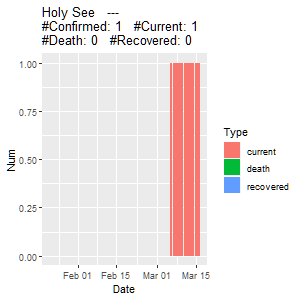 Holy See   ---
#Confirmed: 1   #Current: 1
#Death: 0   #Recovered: 0
1.00
0.75
0.50
0.25
0.00
Num
Feb 01 Feb 15 Mar 01 Mar 15
Date
Type
current
death
recovered